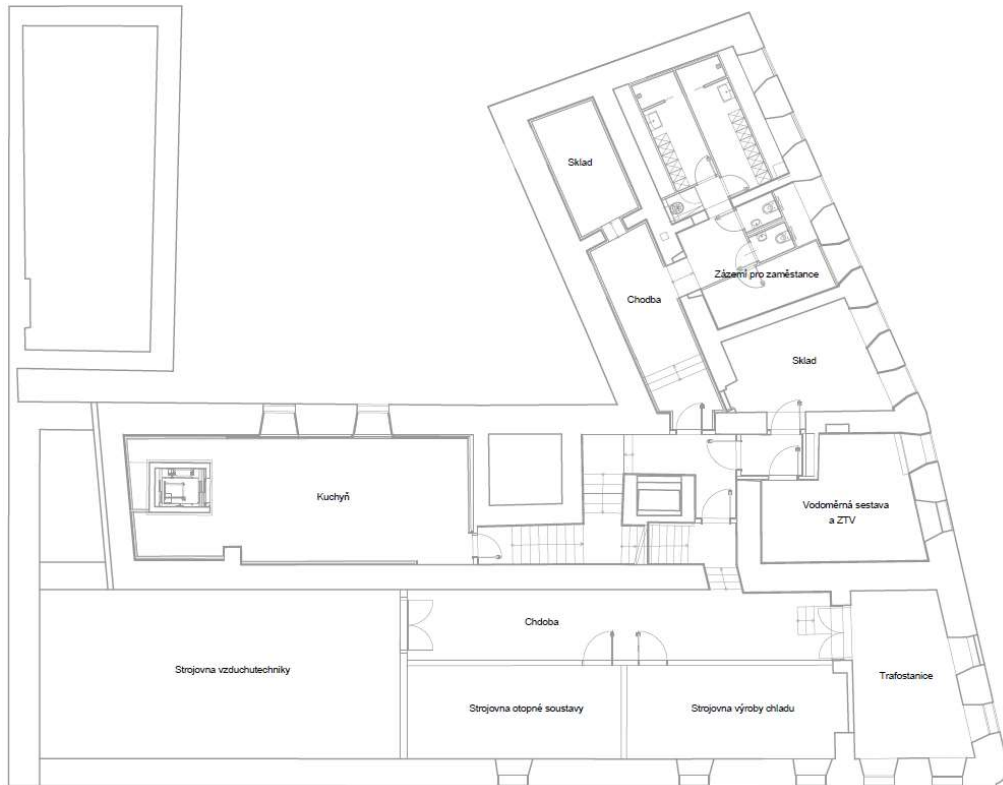 Sklad
Zázemí pro zaměstance
Chodba
Sklad
Kuchyň
Vodoměrná sestava
a ZTV
Chdoba
Strojovna vzduchutechniky
Trafostanice
Strojovna otopné soustavy
Strojovna výroby chladu